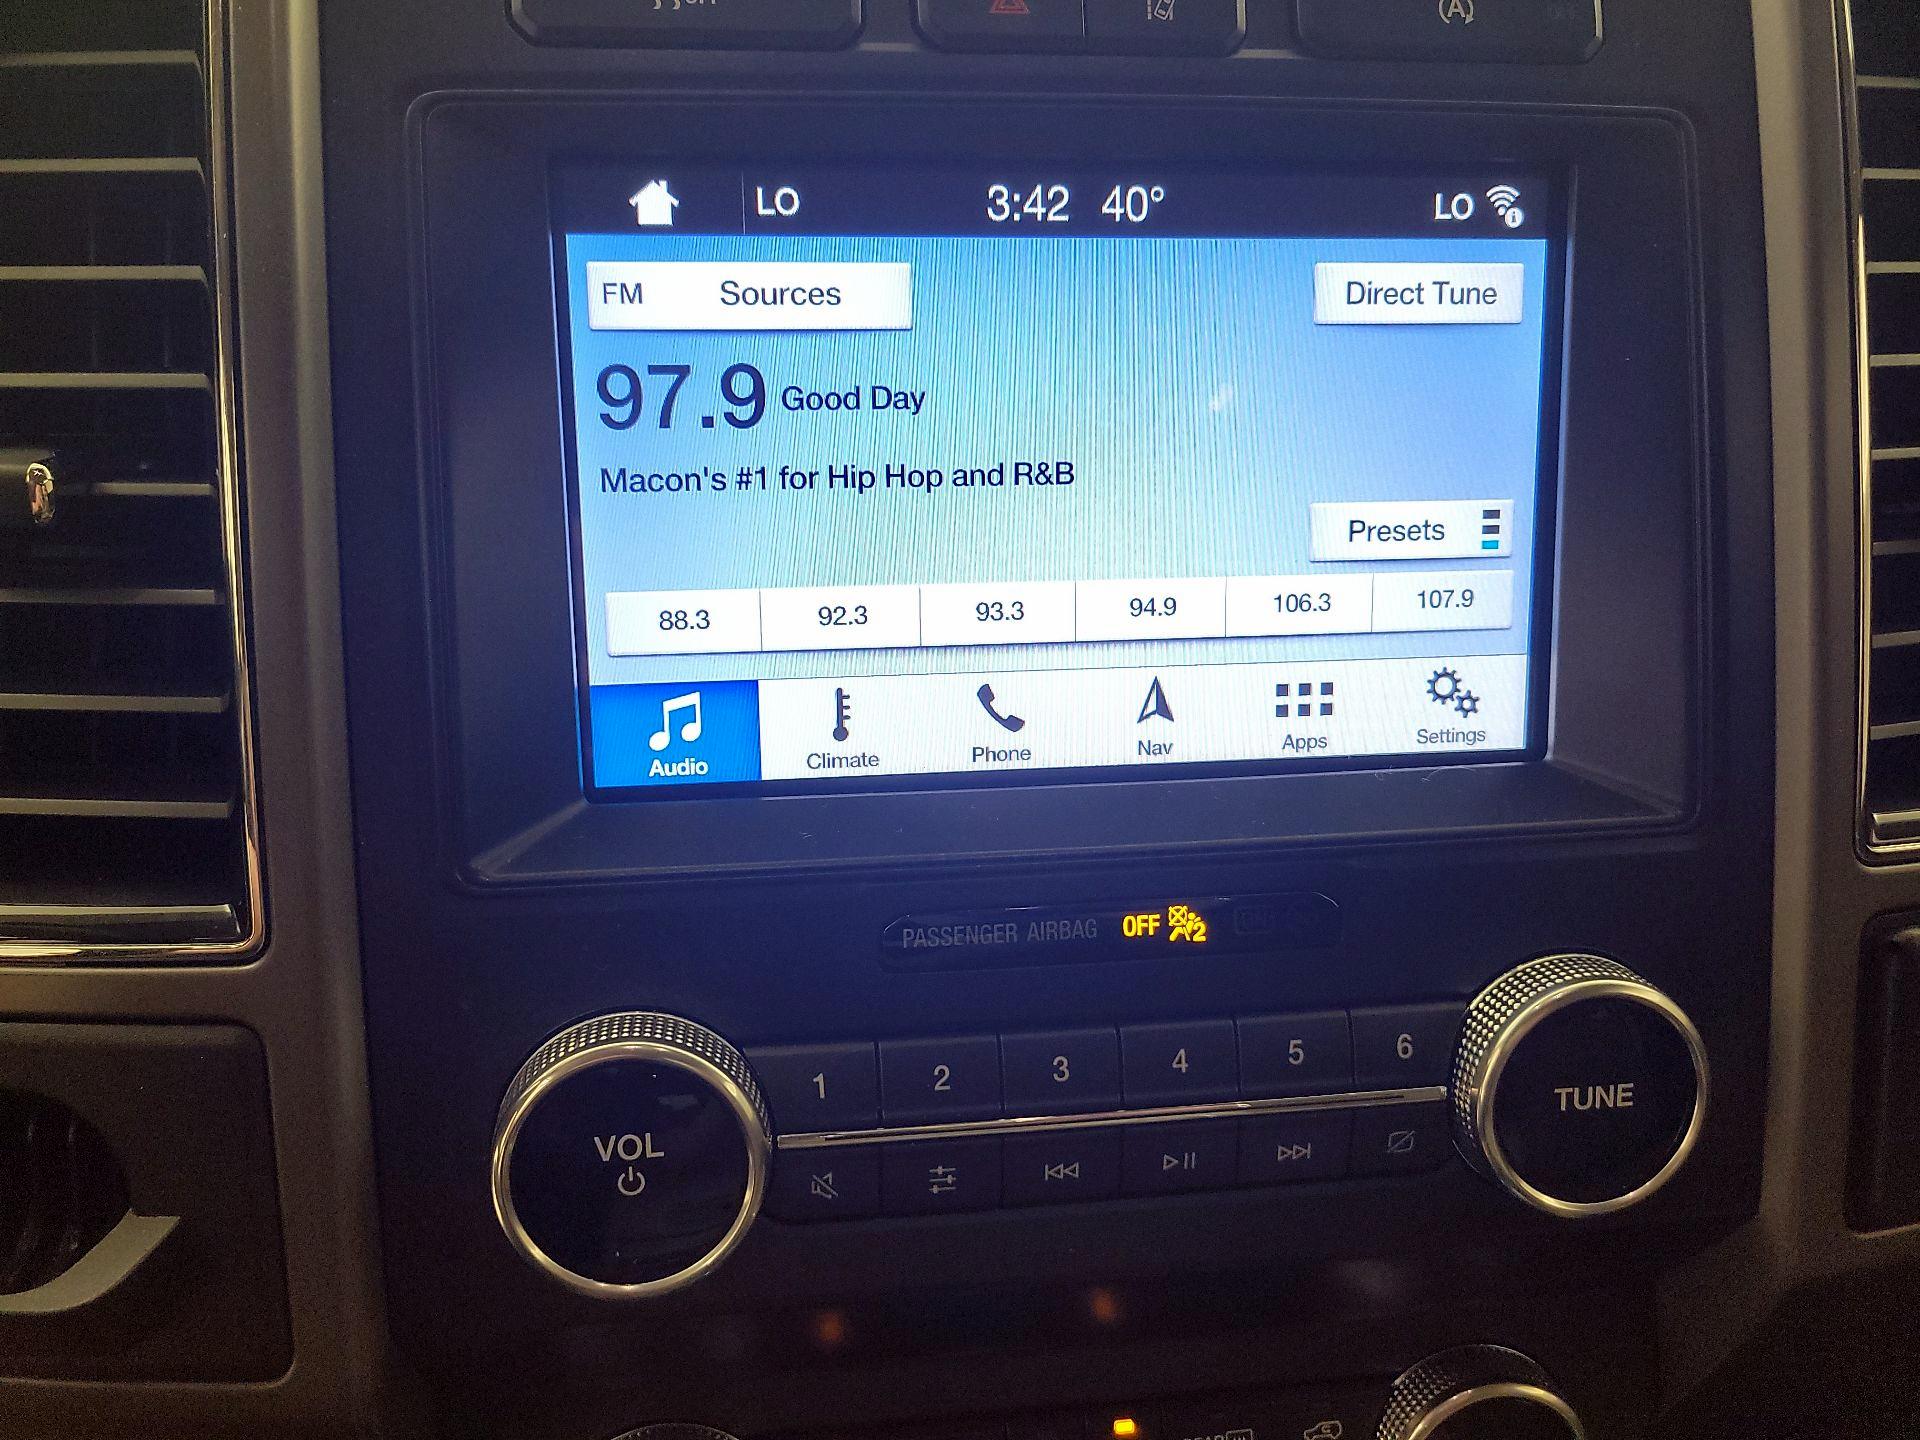 LO 3:42 40° LO
FM Sources Direct Tune
97.9 Good Day
Macon's #1 for Hip Hop and R&B
Presets
88.3 92.3 93.3 94.9 106.3 107.9
Audio Climate Phone Nav Apps Settings
PASSENGER AIRBAG OFF 2
1 2 3 4 5 6
VOL
TUNE